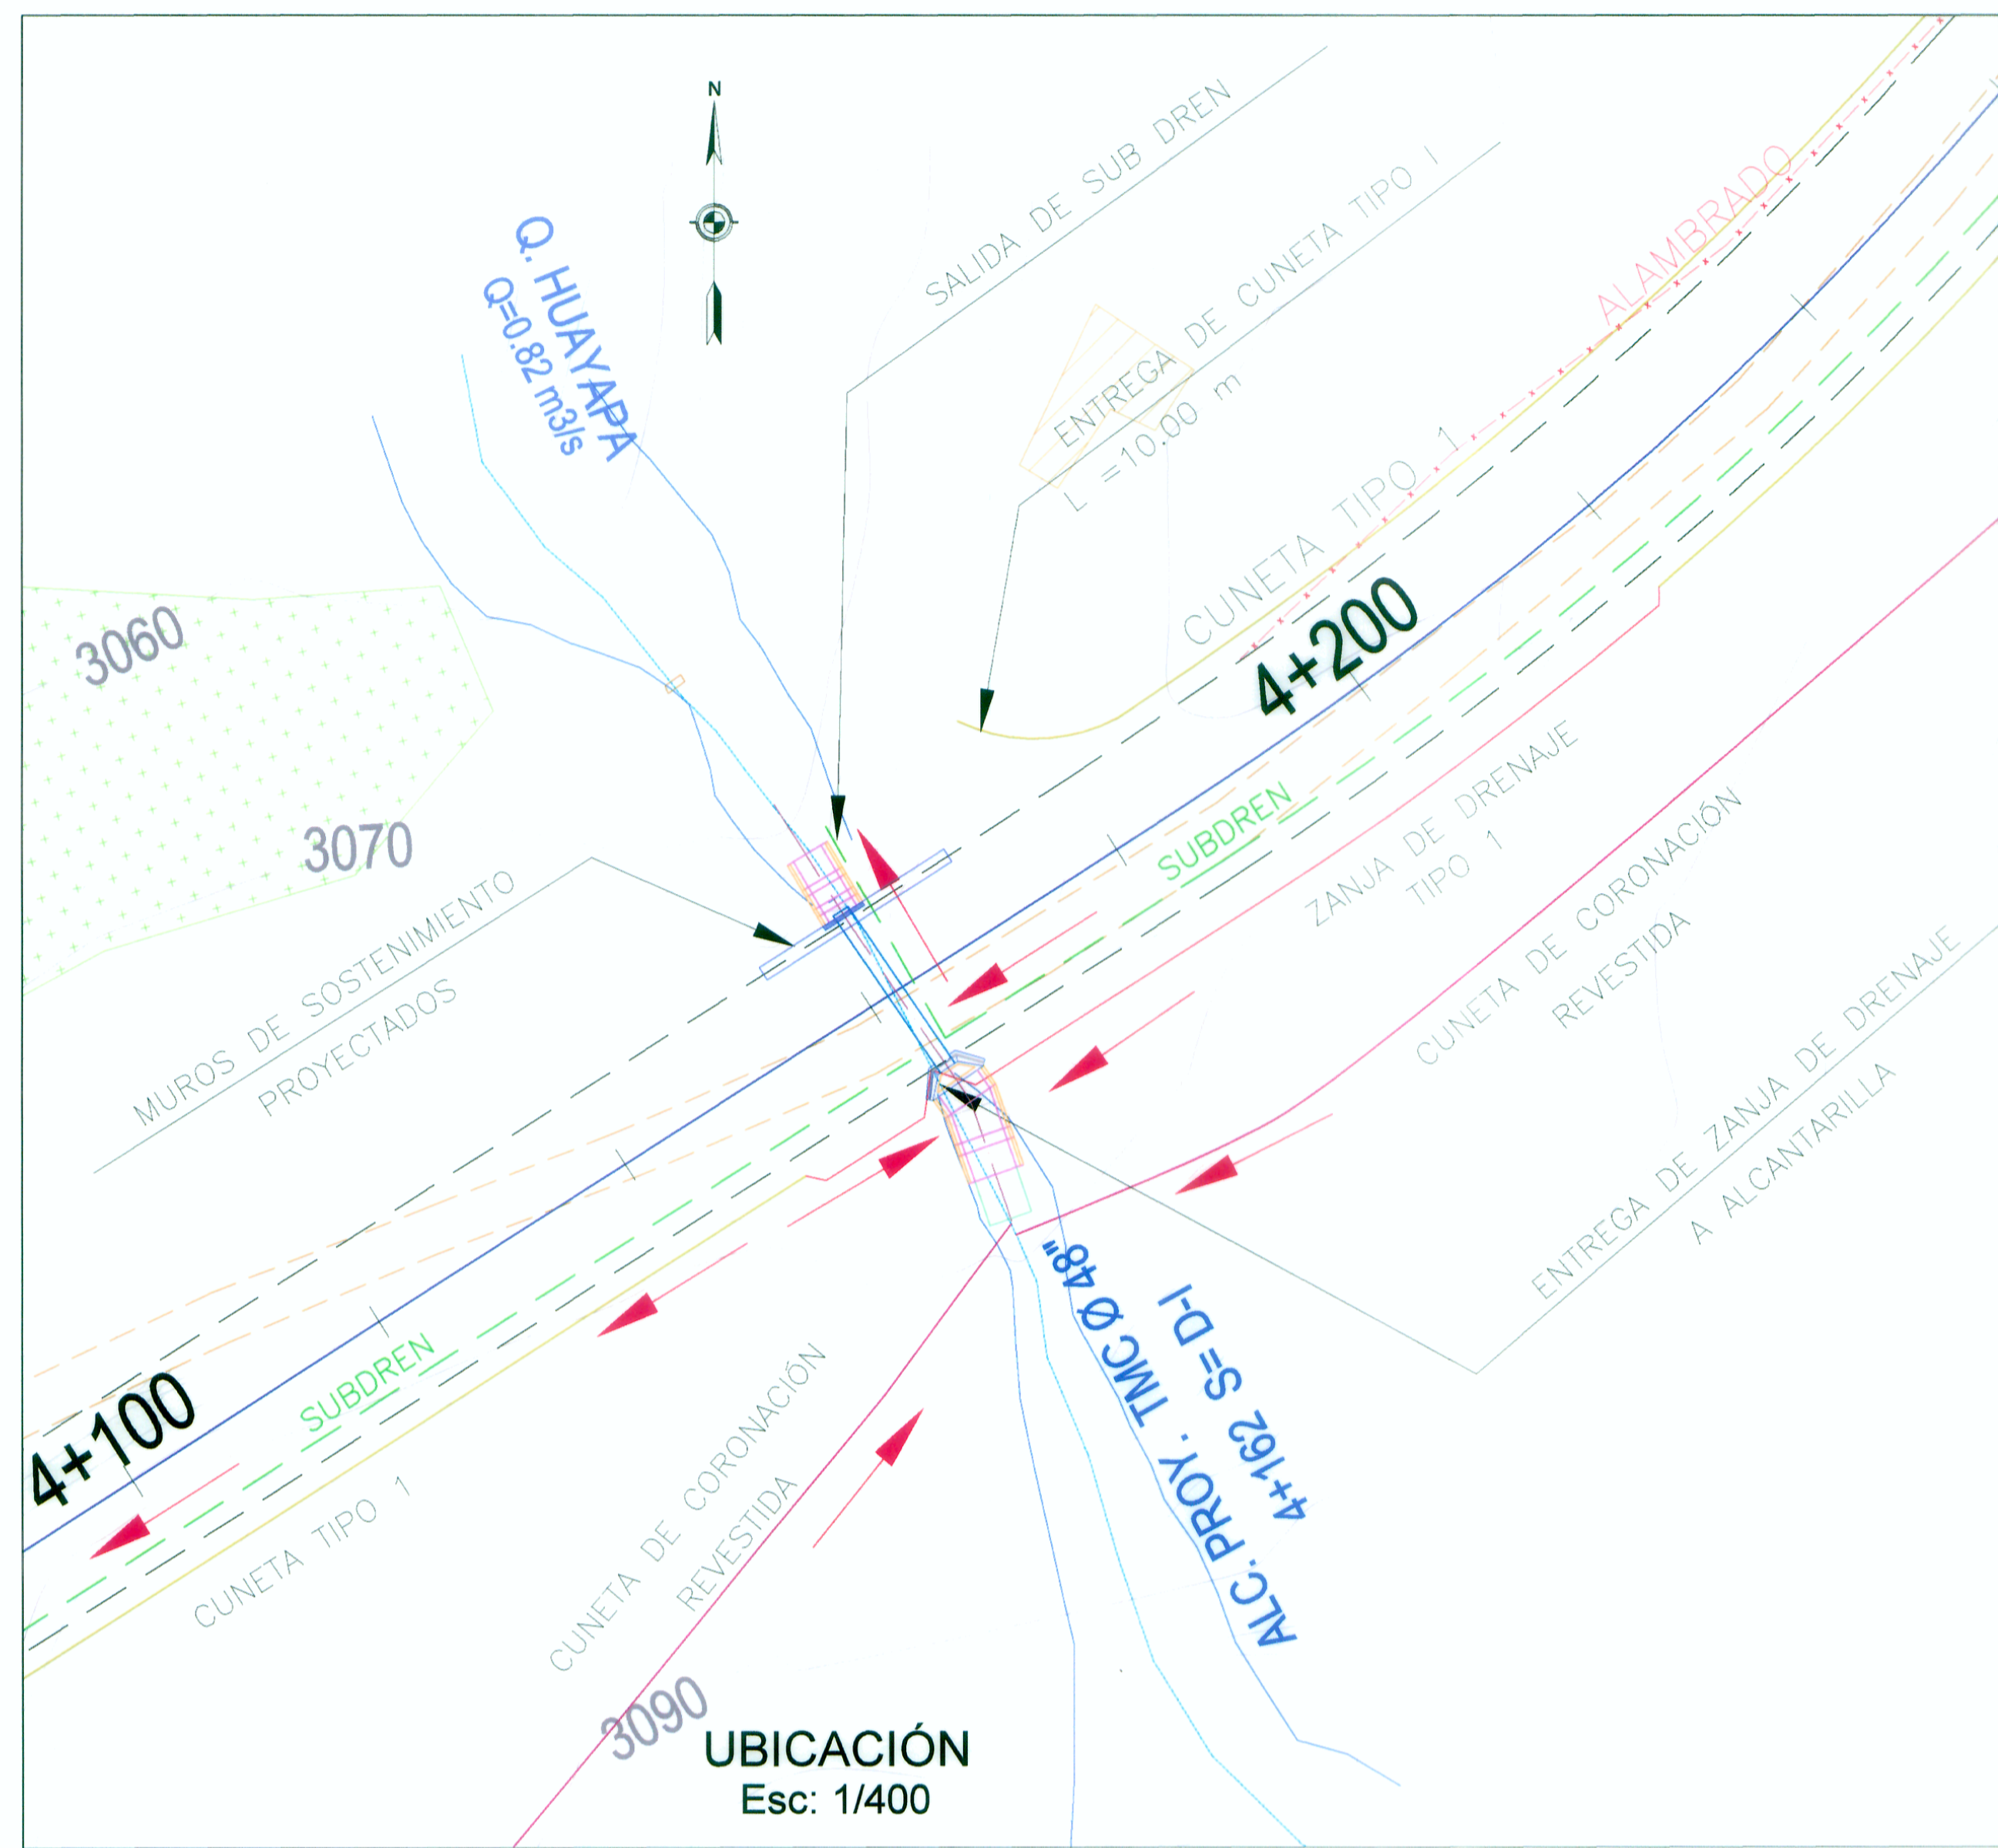 N
Q. HUAYAPA
Q=0.82 m3/s
SALIDA DE SUB DREN
ENTREGA DE CUNETA TIPO I
L =10.00 m
ALAMBRADO
CUNETA TIPO 1
4+200
3060
3070
SUBDREN
ZANJA DE DRENAJE
TIPO 1
MUROS DE SOSTENIMIENTO
PROYECTADOS
CUNETA DE CORONACIÓN
REVESTIDA
ENTREGA DE ZANJA DE DRENAJE
A ALCANTARILLA
ALC. PROY. TMC Ø 48"
4+162 S= D-I
4+100
SUBDREN
CUNETA TIPO 1
CUNETA DE CORONACIÓN
REVESTIDA
3090
UBICACIÓN
Esc: 1/400